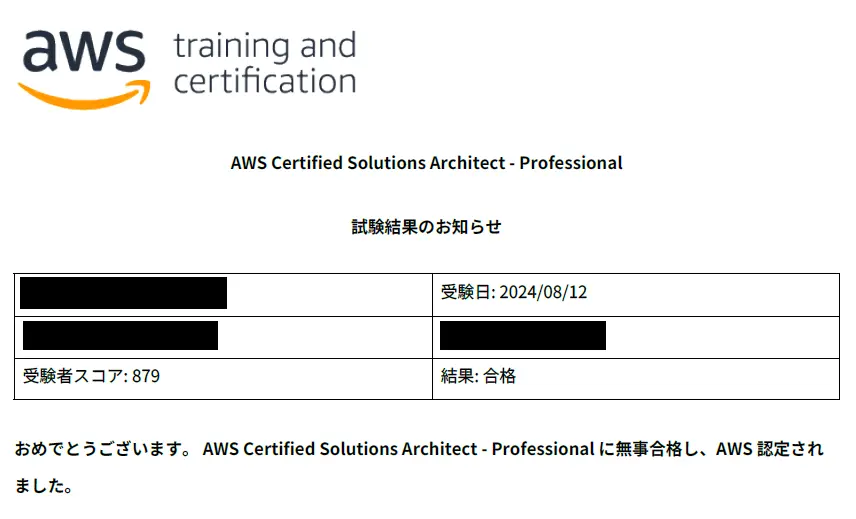 aws training and
certification
AWS Certified Solutions Architect - Professional
試験結果のお知らせ
受験日: 2024/08/12
受験者スコア: 879
結果: 合格
おめでとうございます。 AWS Certified Solutions Architect - Professional に無事合格し、AWS 認定され
ました。